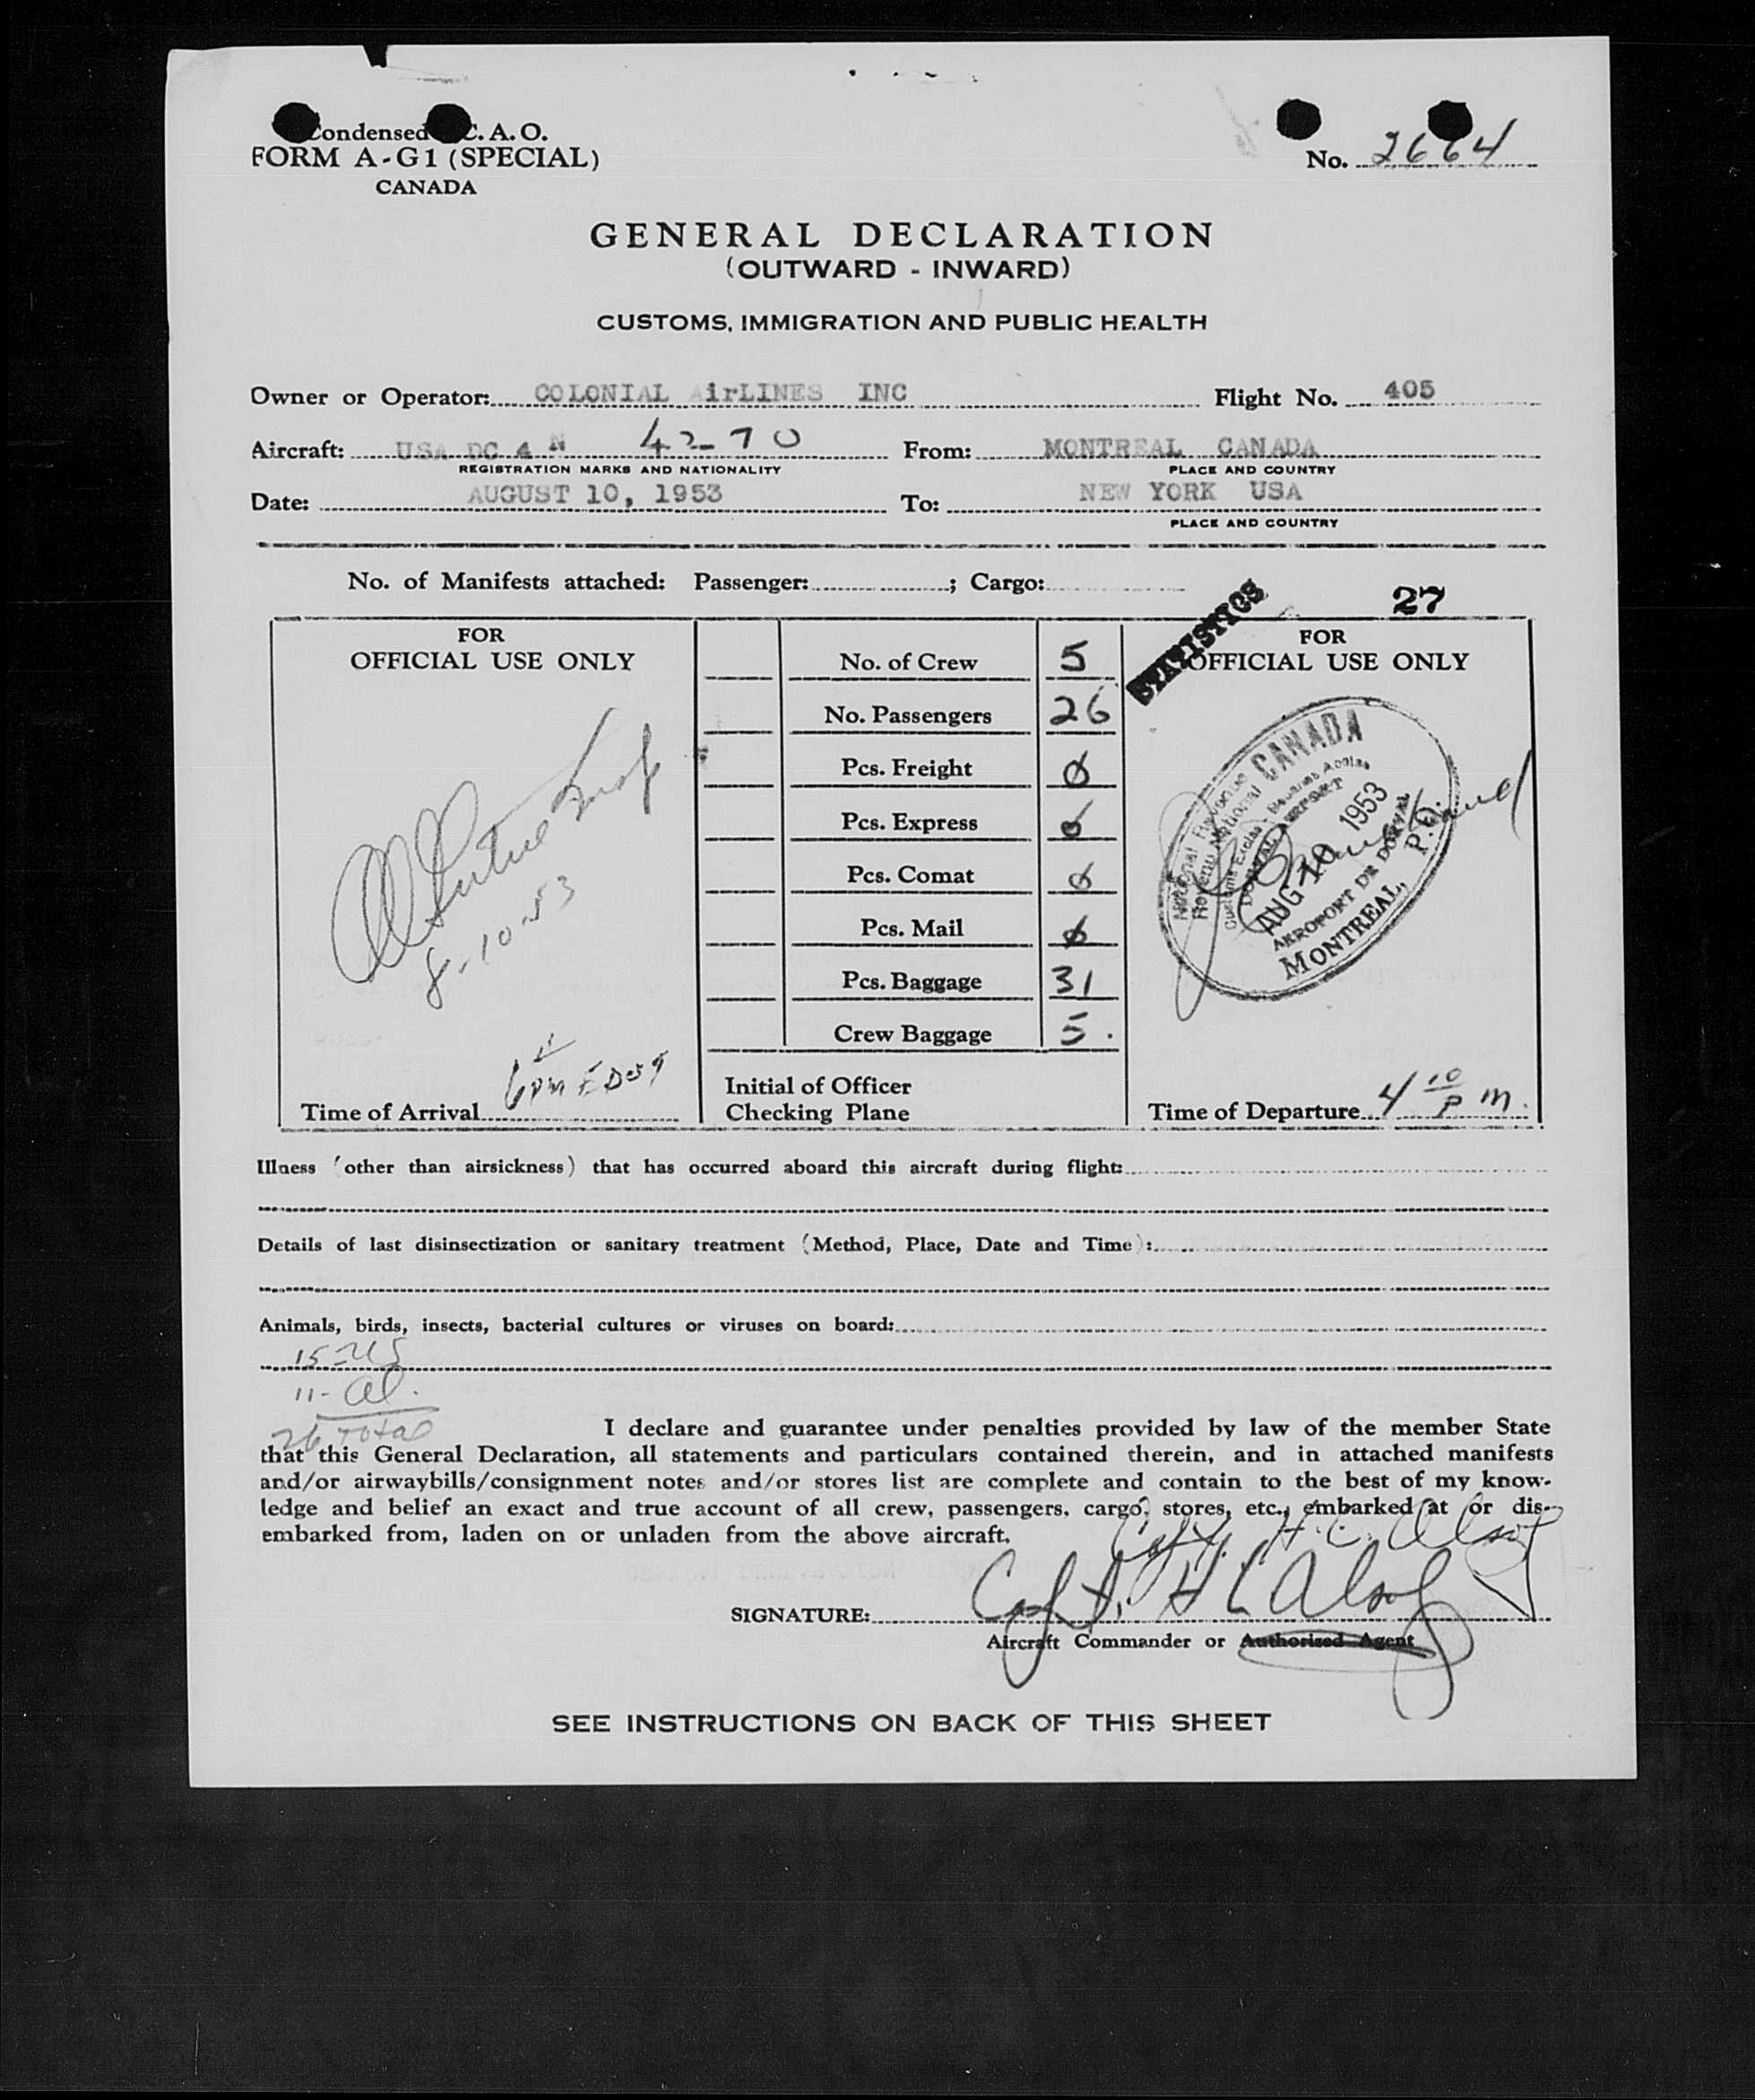 Condensed C. A. O.
FORM A-G1 (SPECIAL)
CANADA
No. 2664
GENERAL DECLARATION
(OUTWARD - INWARD)
CUSTOMS, IMMIGRATION AND PUBLIC HEALTH
Owner or Operator: COLONIAL AirLINES INC Flight No. 405
Aircraft: USA DC 4 N 4270 From: MONTREAL CANADA
REGISTRATION MARKS AND NATIONALITY PLACE AND COUNTRY
Date: AUGUST 10, 1953 To: NEW YORK USA
PLACE AND COUNTRY
No. of Manifests attached: Passenger: ; Cargo:
27
STATISTICS
FOR
OFFICIAL USE ONLY
8-10-53
6 PM EDST
Time of Arrival
No. of Crew 5
No. Passengers 26
Pcs. Freight Ø
Pcs. Express Ø
Pcs. Comat Ø
Pcs. Mail Ø
Pcs. Baggage 31
Crew Baggage 5.
Initial of Officer
Checking Plane
FOR
OFFICIAL USE ONLY
CANADA
AUG 10 1953
AEROPORT DE DORVAL
MONTREAL, P.Q.
Time of Departure 4 10 P m.
Illness (other than airsickness) that has occurred aboard this aircraft during flight:
Details of last disinsectization or sanitary treatment (Method, Place, Date and Time):
Animals, birds, insects, bacterial cultures or viruses on board:
15-US
11-al.
26 Total
I declare and guarantee under penalties provided by law of the member State
that this General Declaration, all statements and particulars contained therein, and in attached manifests
and/or airwaybills/consignment notes and/or stores list are complete and contain to the best of my know-
ledge and belief an exact and true account of all crew, passengers, cargo, stores, etc., embarked at or dis-
embarked from, laden on or unladen from the above aircraft.
SIGNATURE: Capt. H C
Aircraft Commander or Authorized Agent
SEE INSTRUCTIONS ON BACK OF THIS SHEET